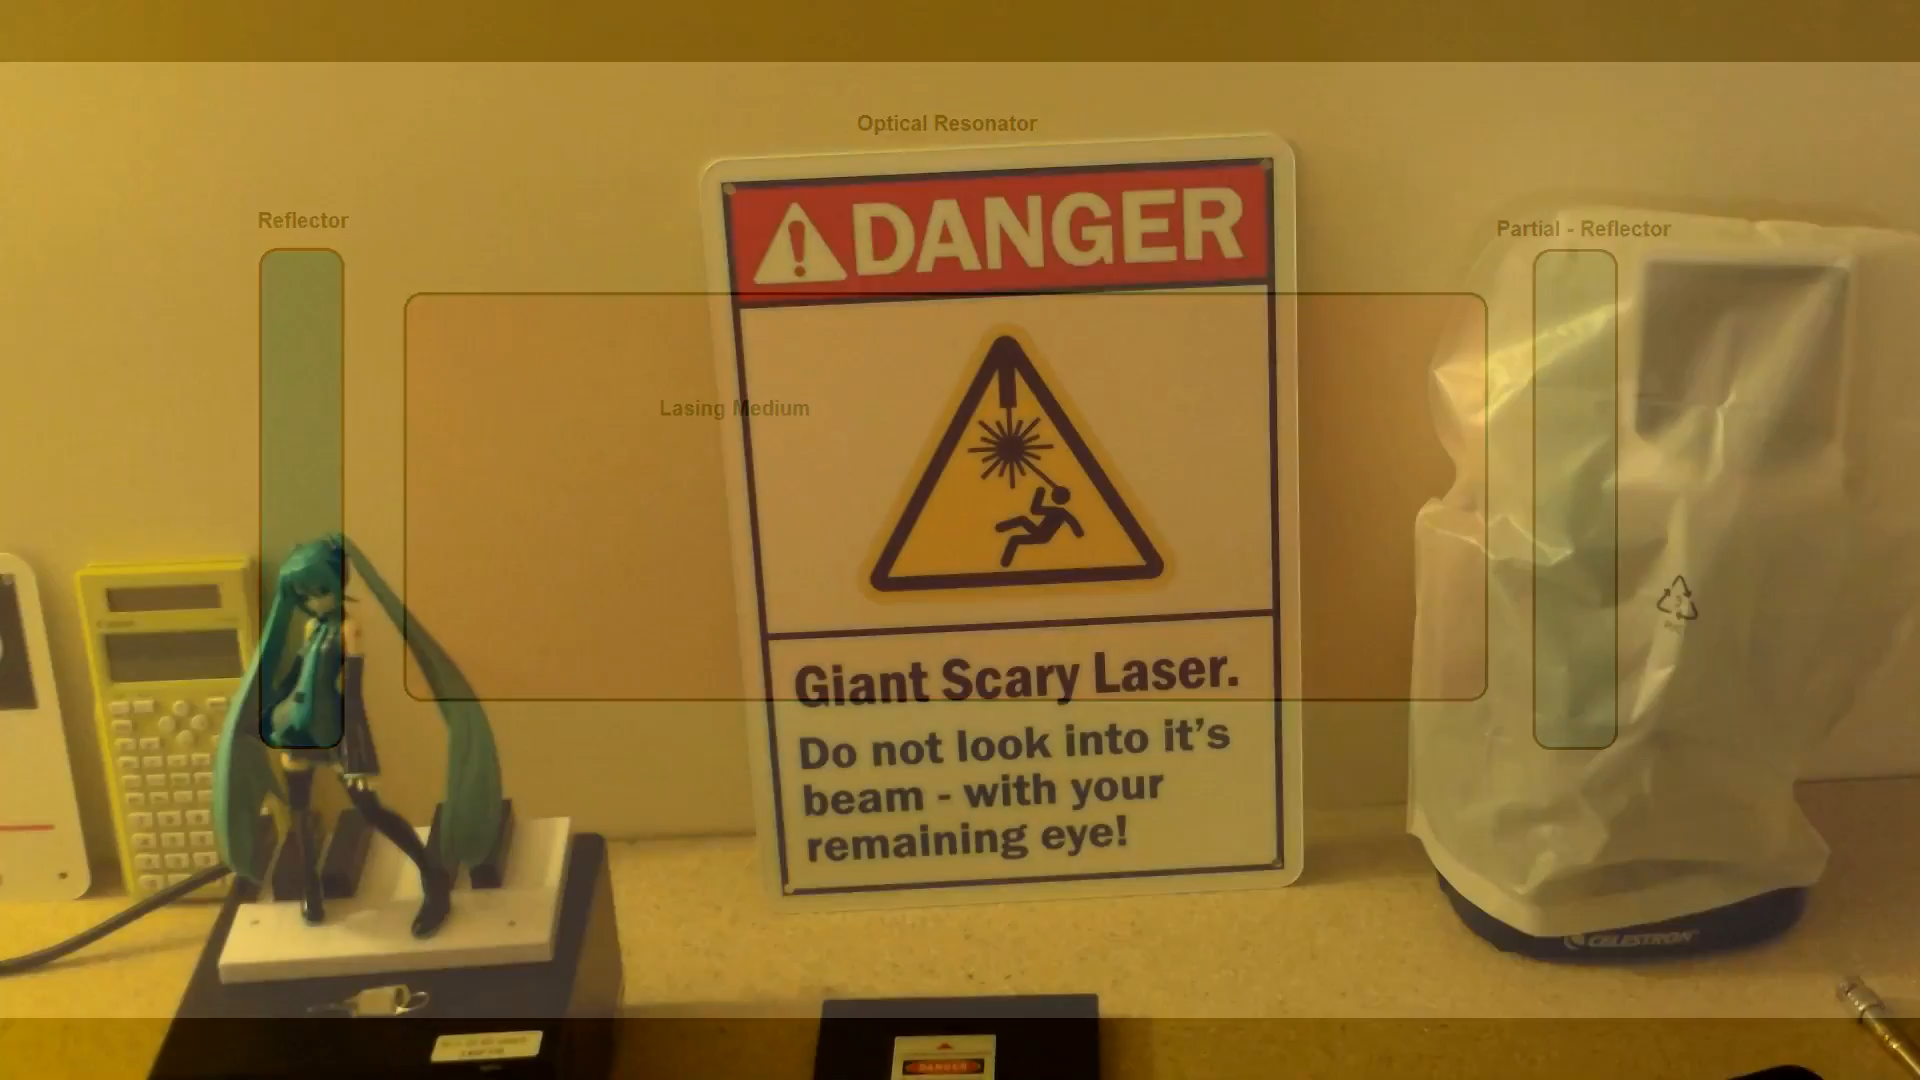 Optical Resonator
Reflector
Partial - Reflector
DANGER
Lasing Medium
Giant Scary Laser.
Do not look into it's
beam - with your
remaining eye!
CELESTRON
DANGER